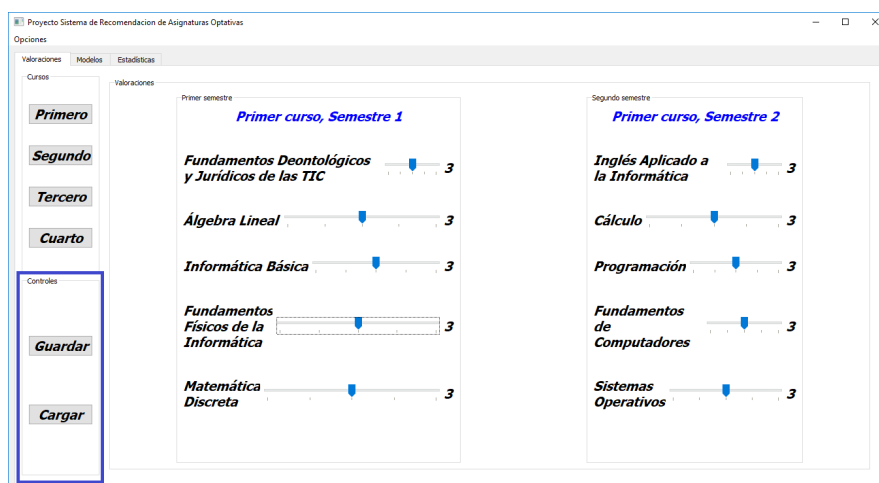 Proyecto Sistema de Recomendacion de Asignaturas Optativas
Opciones
Valoraciones Modelos Estadísticas
Cursos
Primero
Segundo
Tercero
Cuarto
Controles
Guardar
Cargar
Valoraciones
Primer semestre
Primer curso, Semestre 1
Fundamentos Deontológicos
y Jurídicos de las TIC
3
Álgebra Lineal 3
Informática Básica 3
Fundamentos
Físicos de la
Informática
3
Matemática
Discreta
3
Segundo semestre
Primer curso, Semestre 2
Inglés Aplicado a
la Informática
3
Cálculo 3
Programación 3
Fundamentos
de
Computadores
3
Sistemas
Operativos
3